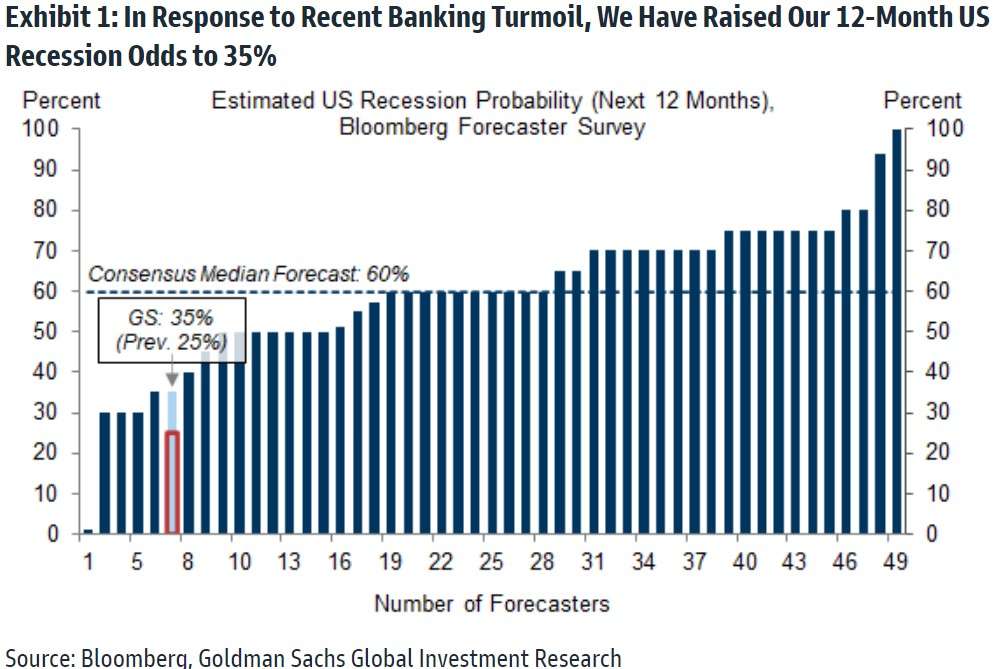 Exhibit 1: In Response to Recent Banking Turmoil, We Have Raised Our 12-Month US
Recession Odds to 35%
Percent
Estimated US Recession Probability (Next 12 Months),
Bloomberg Forecaster Survey
Percent
100
90
80
70
60
50
40
30
20
10
0
Consensus Median Forecast: 60%
GS: 35%
(Prev. 25%)
100
90
80
70
60
50
40
30
20
10
0
1 5 8 10 13 16 19 22 25 28 31 34 37 40 43 46 49
Number of Forecasters
Source: Bloomberg, Goldman Sachs Global Investment Research